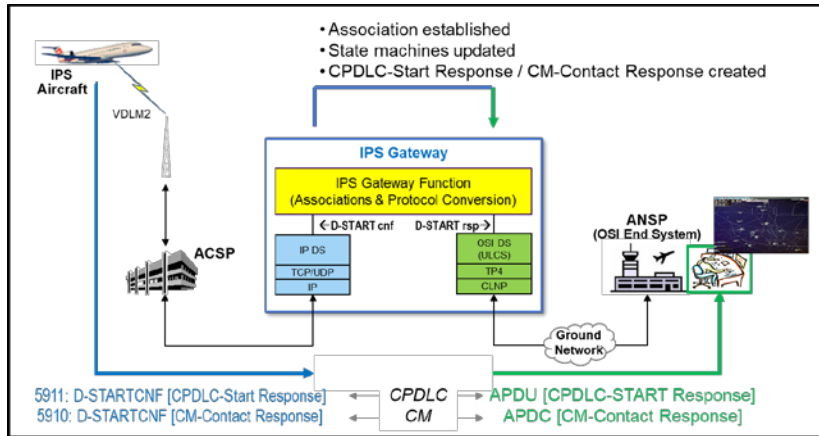 • Association established
• State machines updated
• CPDLC-Start Response / CM-Contact Response created
IPS
Aircraft
VDLM2
IPS Gateway
IPS Gateway Function
(Associations & Protocol Conversion)
D-START cnf
D-START rsp
IP DS
TCP/UDP
IP
OSI DS
(ULCS)
TP4
CLNP
ACSP
ANSP
(OSI End System)
Ground
Network
5911: D-STARTCNF [CPDLC-Start Response]
CPDLC
APDU [CPDLC-START Response]
5910: D-STARTCNF [CM-Contact Response]
CM
APDC [CM-Contact Response]